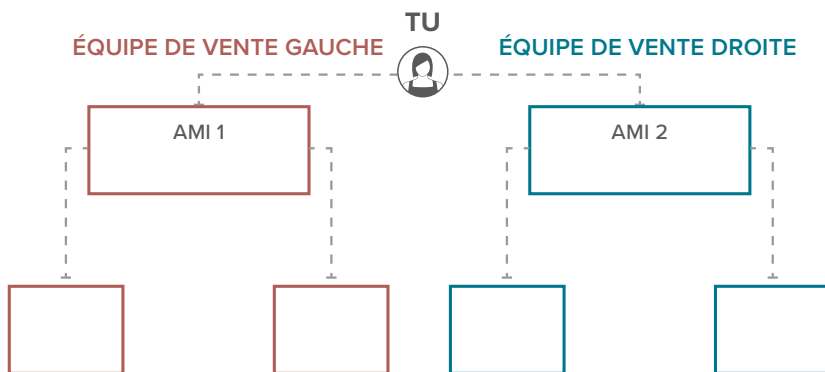 TU
ÉQUIPE DE VENTE GAUCHE
ÉQUIPE DE VENTE DROITE
AMI 1
AMI 2